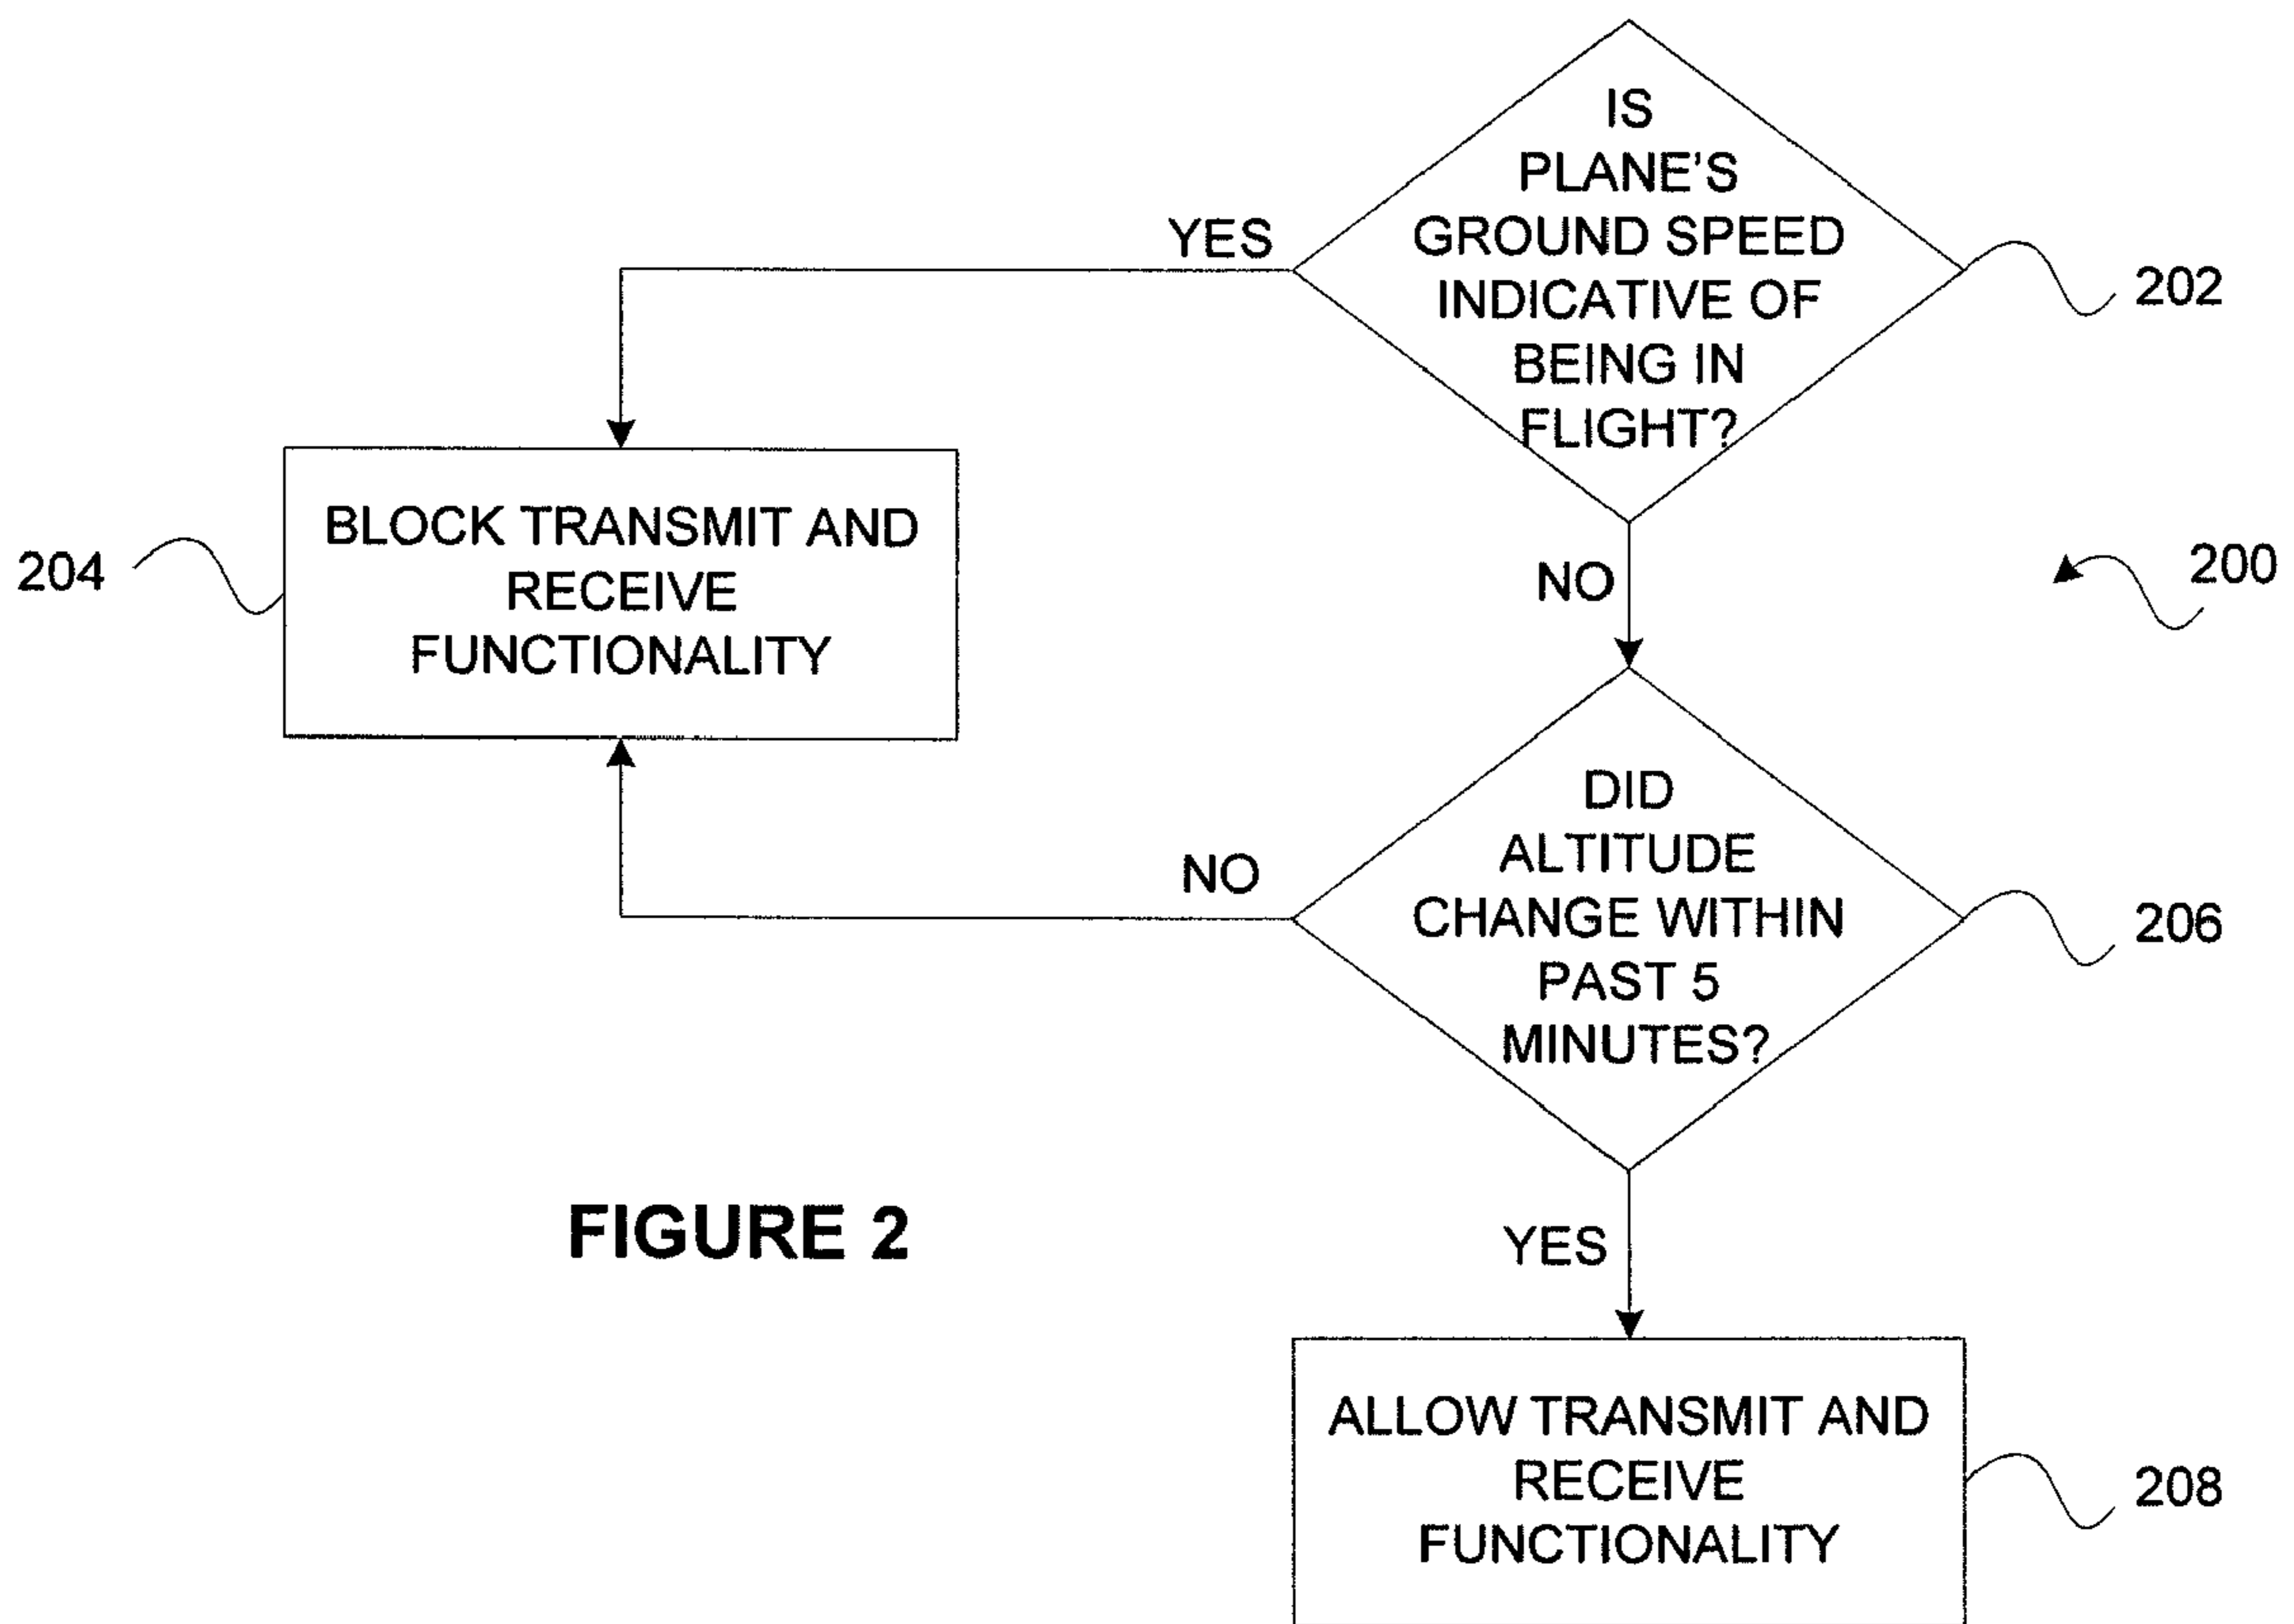 IS
PLANE'S
GROUND SPEED
INDICATIVE OF
BEING IN
FLIGHT?
YES
202
BLOCK TRANSMIT AND
RECEIVE
FUNCTIONALITY
204
NO
200
DID
ALTITUDE
CHANGE WITHIN
PAST 5
MINUTES?
NO
206
FIGURE 2
YES
ALLOW TRANSMIT AND
RECEIVE
FUNCTIONALITY
208